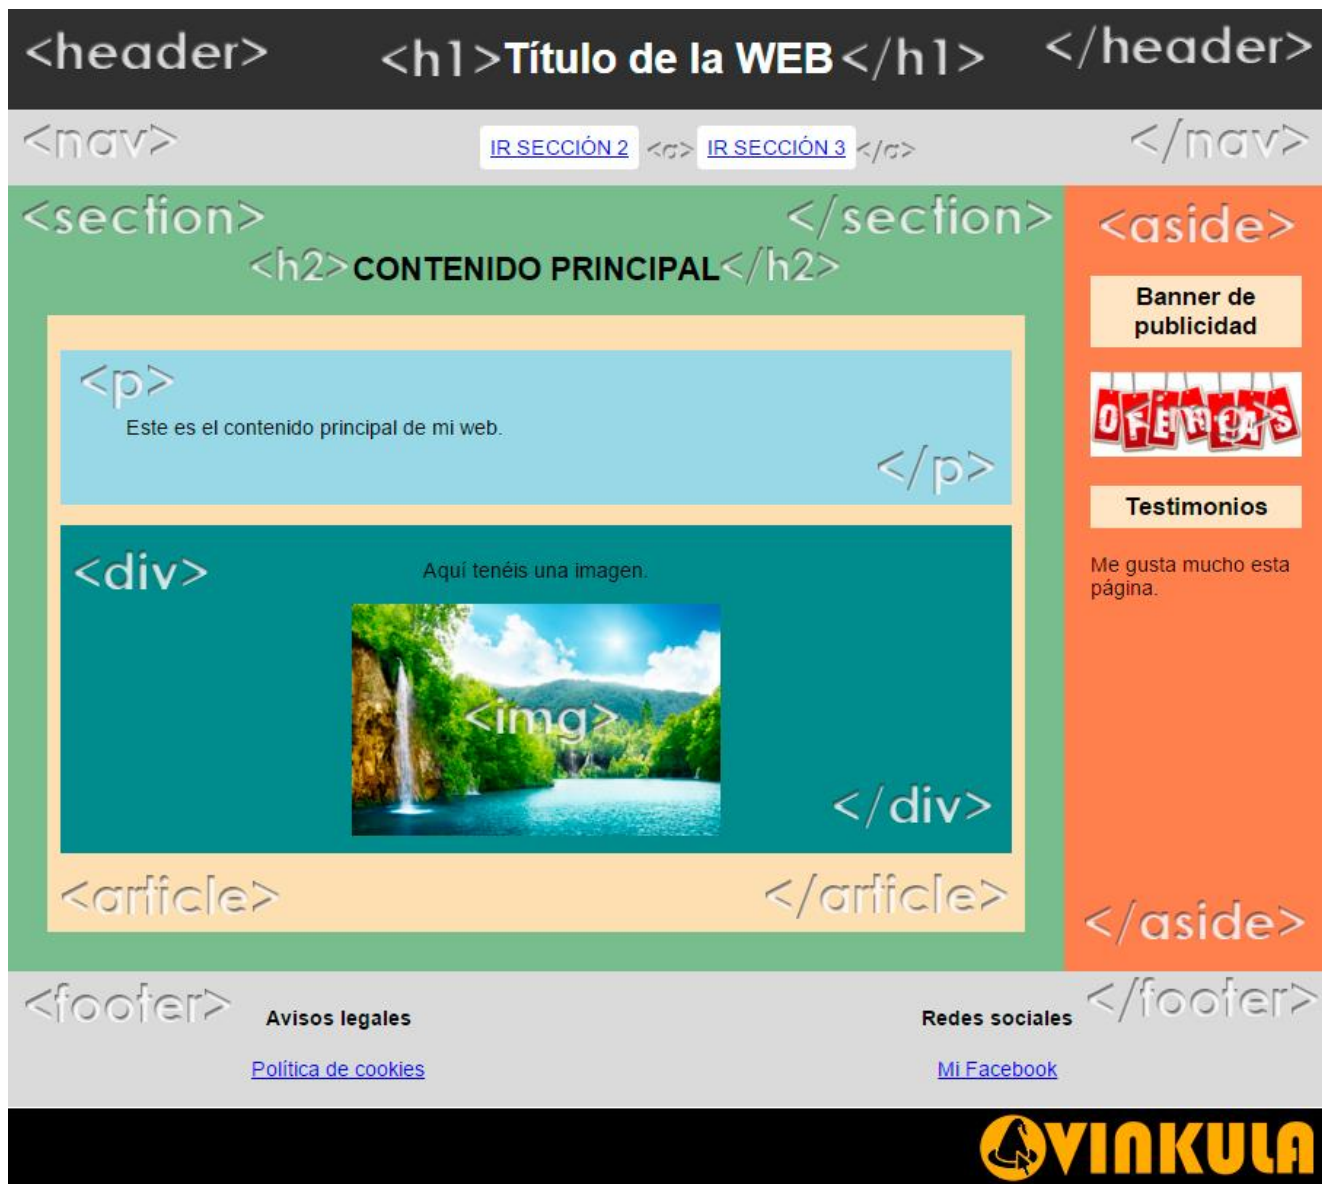 <header> <h1>Título de la WEB</h1> </header>
<nav> IR SECCIÓN 2 <a> IR SECCIÓN 3 </a> </nav>
<section> </section>
<h2>CONTENIDO PRINCIPAL</h2>
<p>
Este es el contenido principal de mi web.
</p>
<div>
Aquí tenéis una imagen.
<img>
</div>
<article> </article>
<aside>
Banner de
publicidad
OFERTAS
<img>
Testimonios
Me gusta mucho esta
página.
</aside>
<footer> </footer>
Avisos legales Redes sociales
Política de cookies Mi Facebook
VINKULA